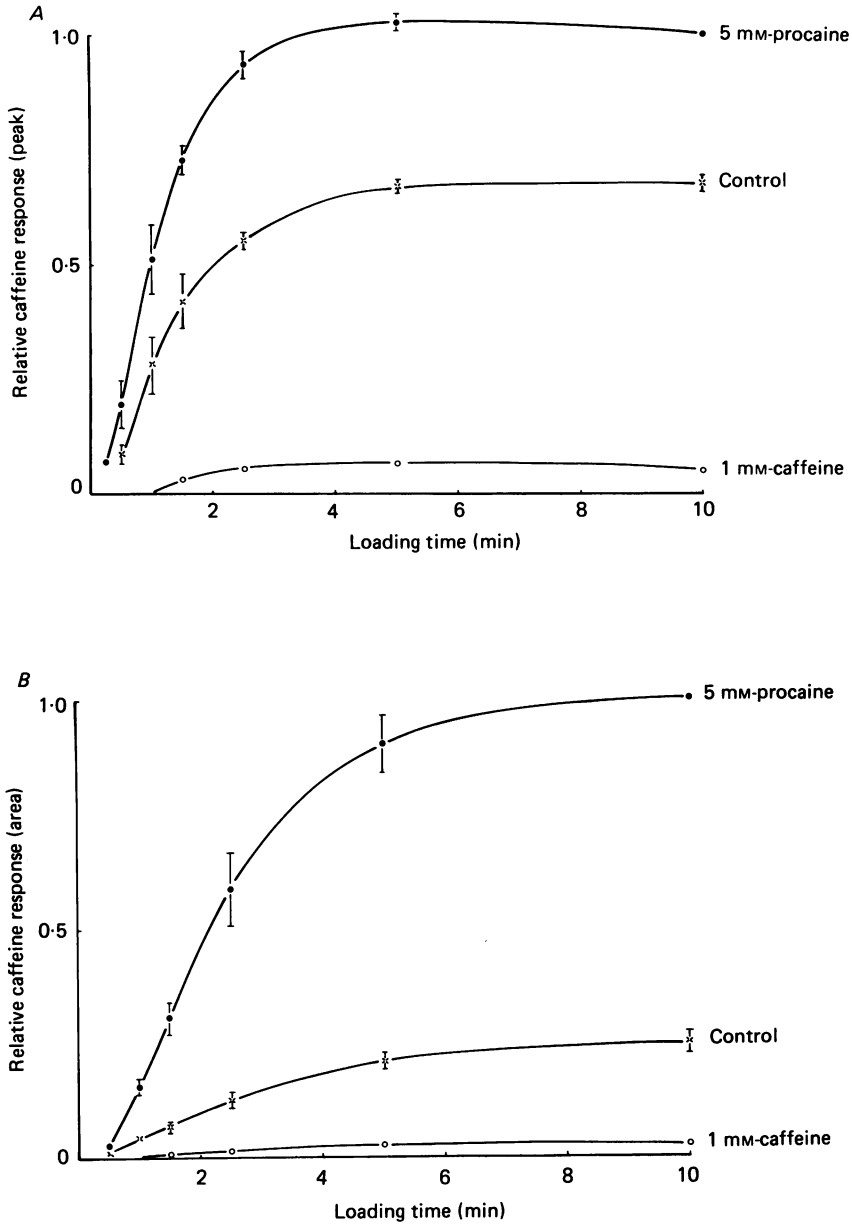 A
1·0
5 mM-procaine
Relative caffeine response (peak)
Control
0·5
1 mM-caffeine
0
2
4
6
8
10
Loading time (min)
B
1·0
5 mM-procaine
Relative caffeine response (area)
0·5
Control
1 mM-caffeine
0
2
4
6
8
10
Loading time (min)